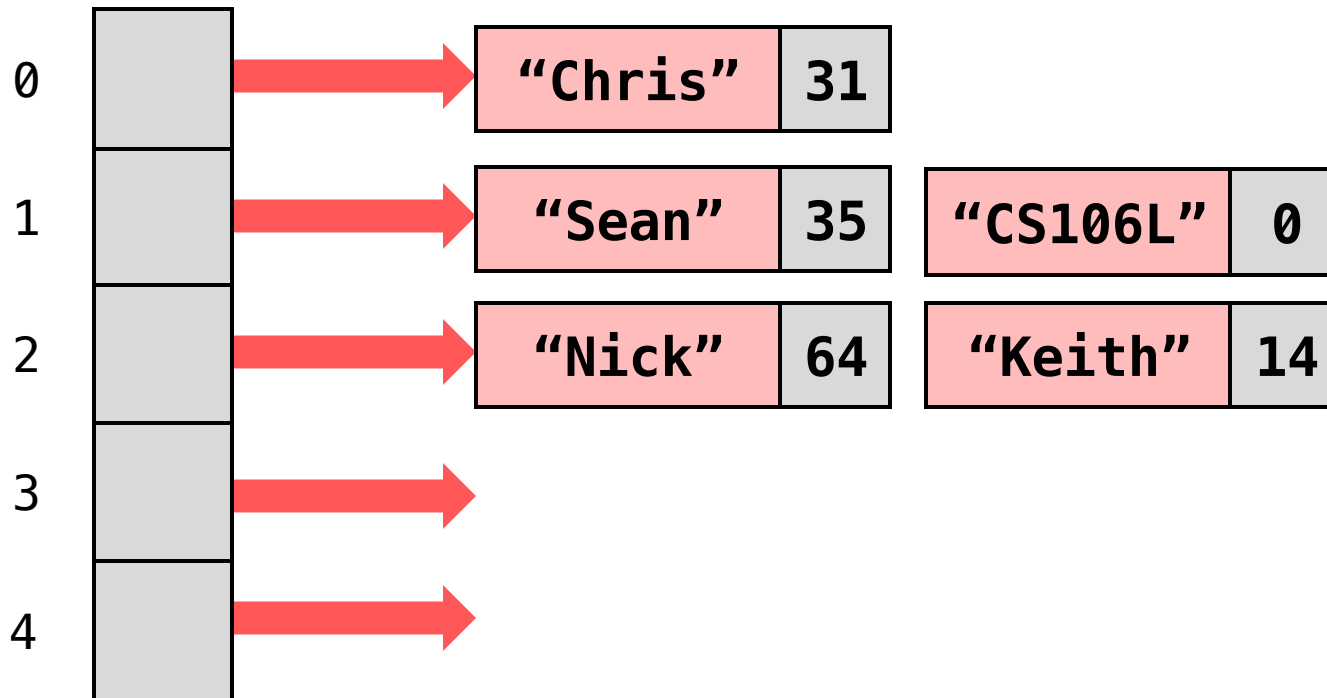 0 “Chris” 31
1 “Sean” 35 “CS106L” 0
2 “Nick” 64 “Keith” 14
3
4